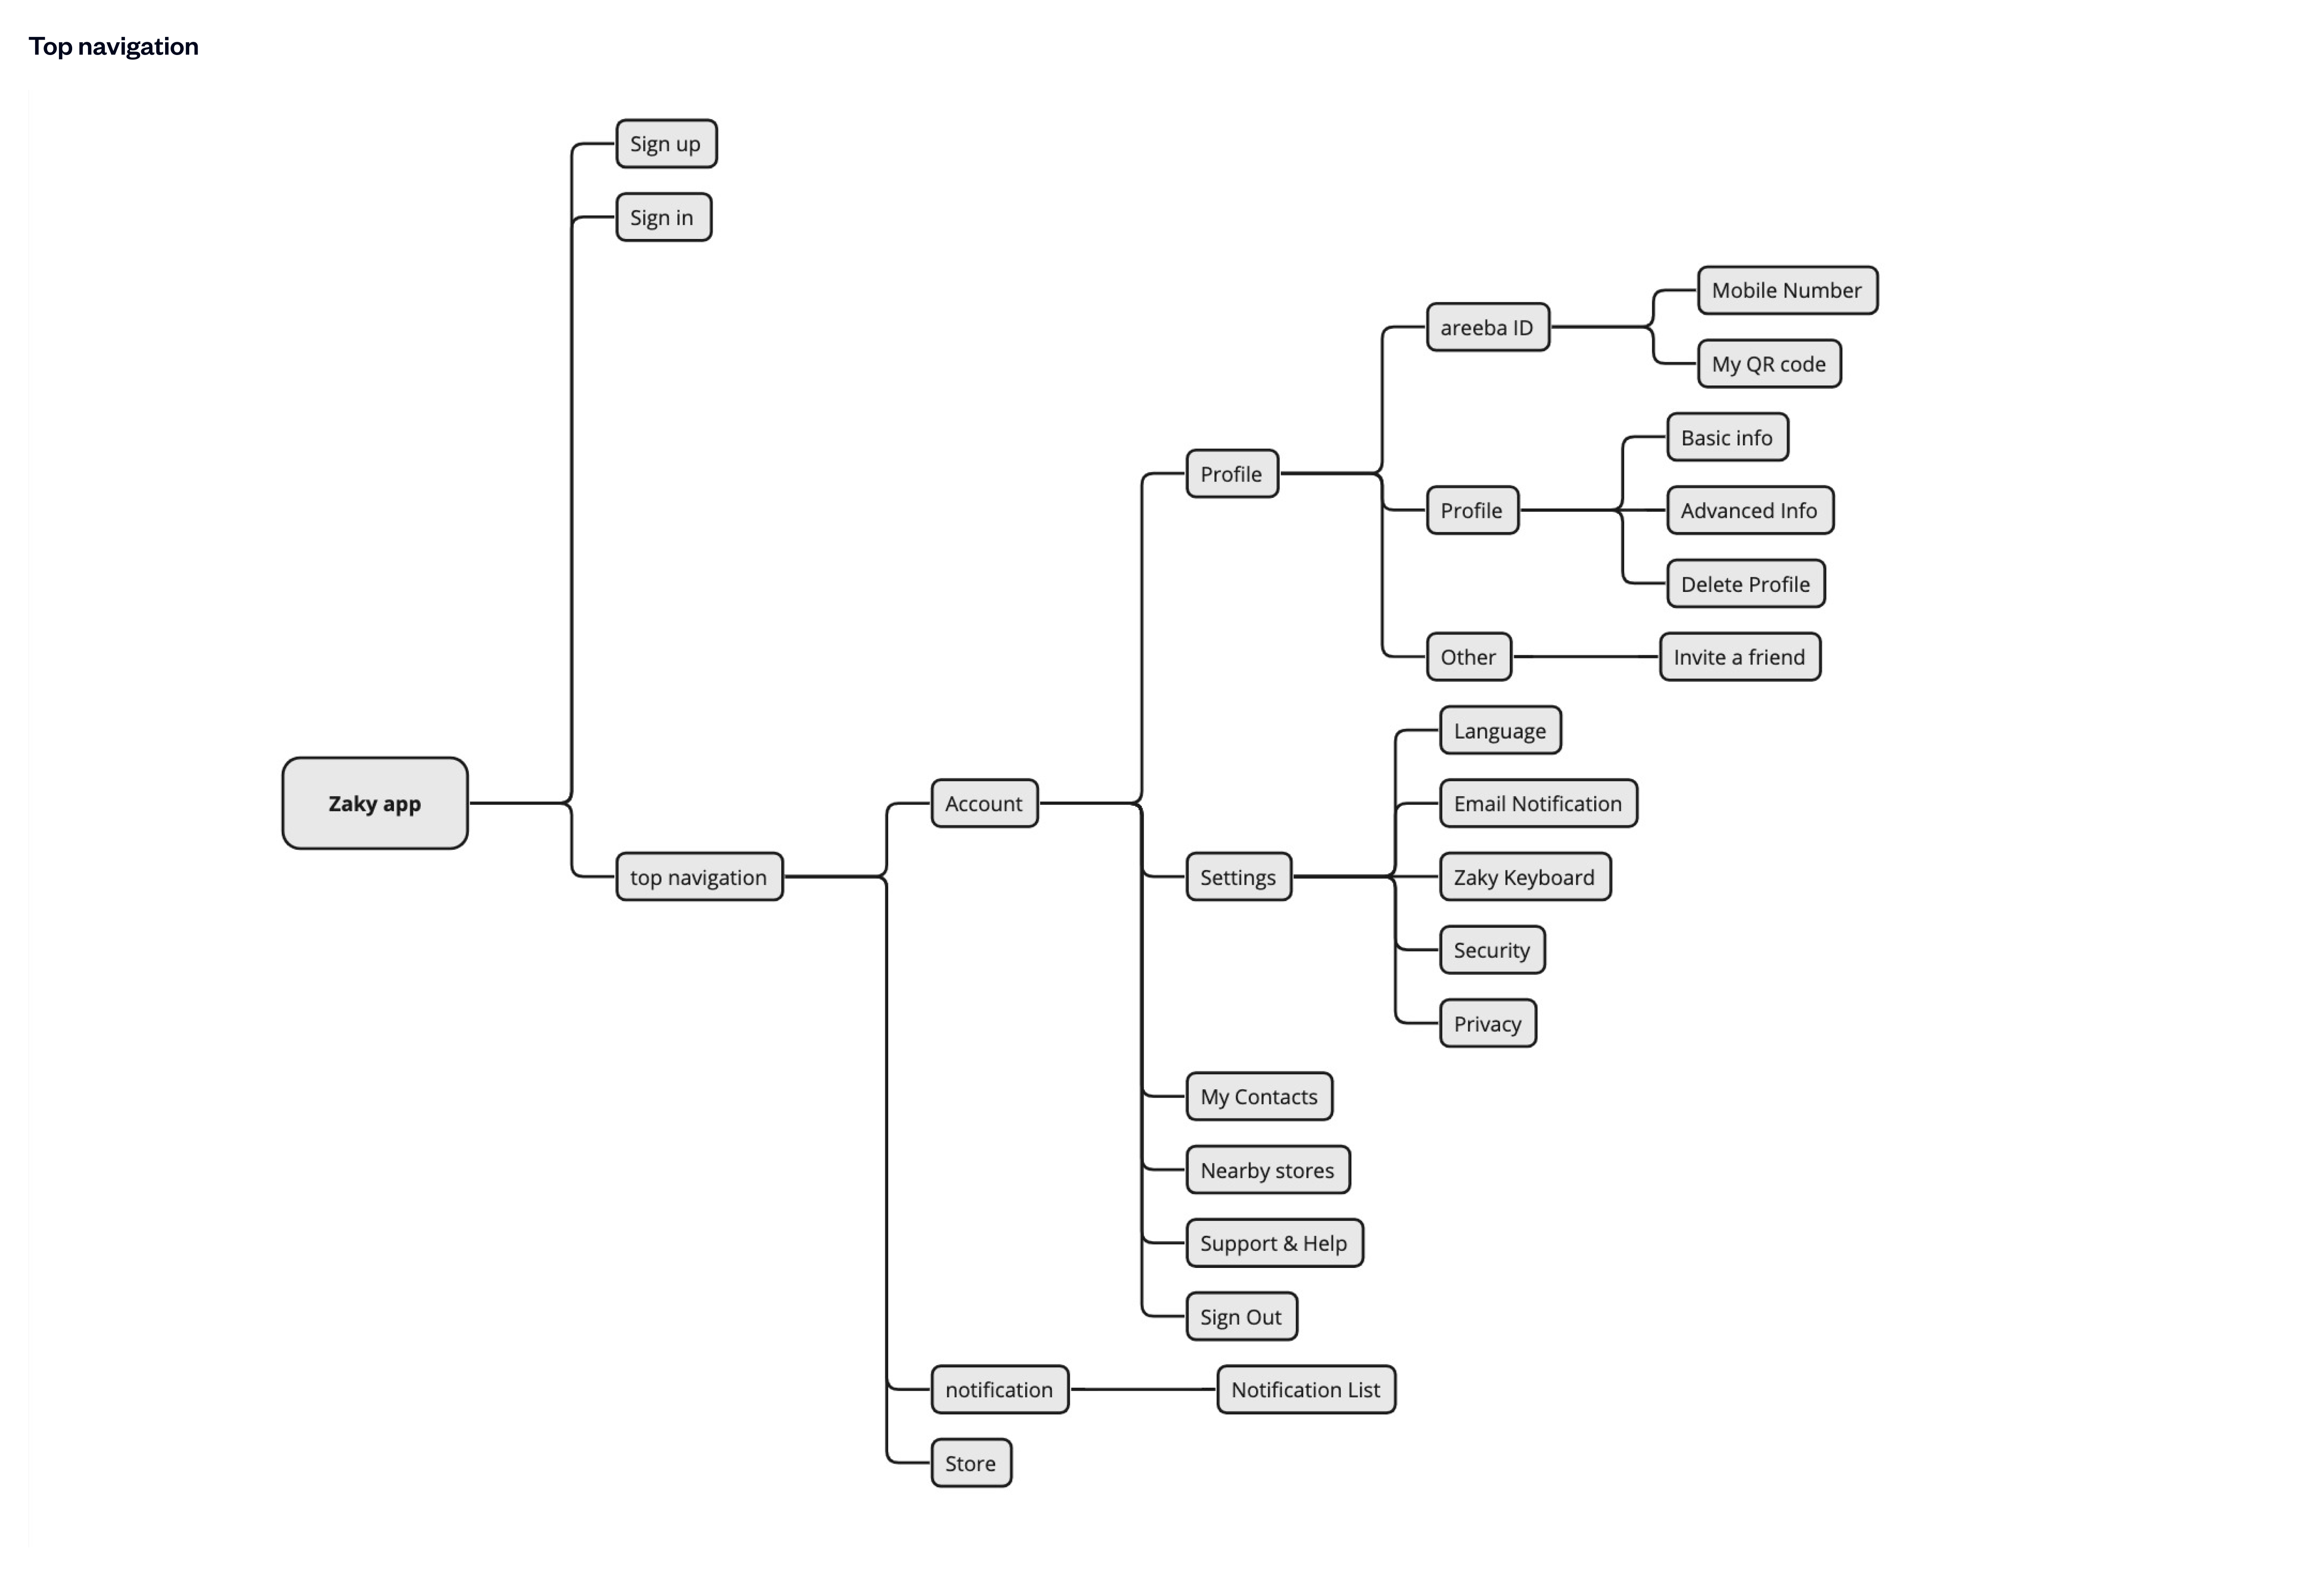 Top navigation
Sign up
Sign in
Mobile Number
areeba ID
My QR code
Basic info
Profile
Profile
Advanced Info
Delete Profile
Other
Invite a friend
Language
Zaky app
Account
Email Notification
top navigation
Settings
Zaky Keyboard
Security
Privacy
My Contacts
Nearby stores
Support & Help
Sign Out
notification
Notification List
Store